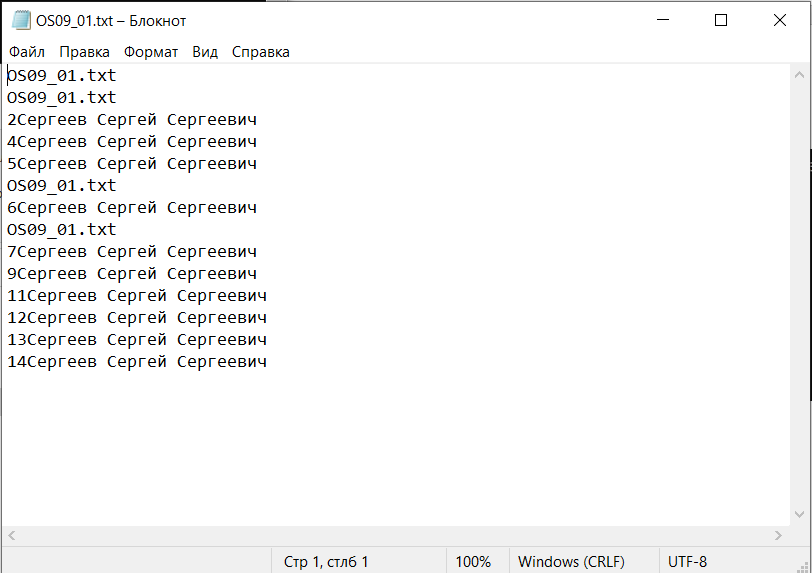 OS09_01.txt – Блокнот
Файл Правка Формат Вид Справка
OS09_01.txt
OS09_01.txt
2Сергеев Сергей Сергеевич
4Сергеев Сергей Сергеевич
5Сергеев Сергей Сергеевич
OS09_01.txt
6Сергеев Сергей Сергеевич
OS09_01.txt
7Сергеев Сергей Сергеевич
9Сергеев Сергей Сергеевич
11Сергеев Сергей Сергеевич
12Сергеев Сергей Сергеевич
13Сергеев Сергей Сергеевич
14Сергеев Сергей Сергеевич
Стр 1, стлб 1 100% Windows (CRLF) UTF-8